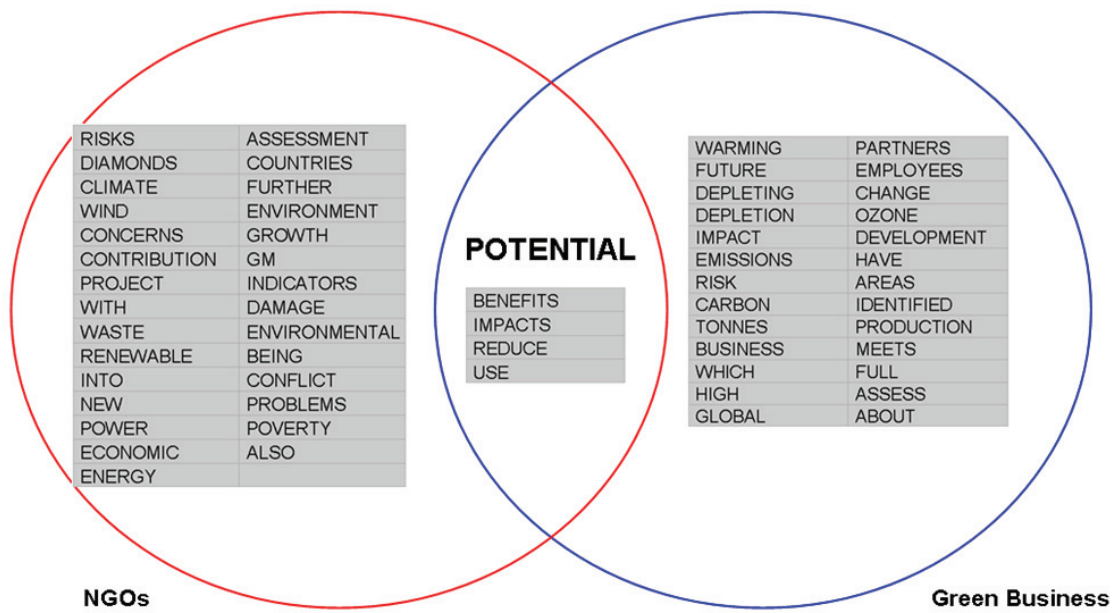 RISKS ASSESSMENT
DIAMONDS COUNTRIES
CLIMATE FURTHER
WIND ENVIRONMENT
CONCERNS GROWTH
CONTRIBUTION GM
PROJECT INDICATORS
WITH DAMAGE
WASTE ENVIRONMENTAL
RENEWABLE BEING
INTO CONFLICT
NEW PROBLEMS
POWER POVERTY
ECONOMIC ALSO
ENERGY
POTENTIAL
BENEFITS
IMPACTS
REDUCE
USE
WARMING PARTNERS
FUTURE EMPLOYEES
DEPLETING CHANGE
DEPLETION OZONE
IMPACT DEVELOPMENT
EMISSIONS HAVE
RISK AREAS
CARBON IDENTIFIED
TONNES PRODUCTION
BUSINESS MEETS
WHICH FULL
HIGH ASSESS
GLOBAL ABOUT
NGOs
Green Business